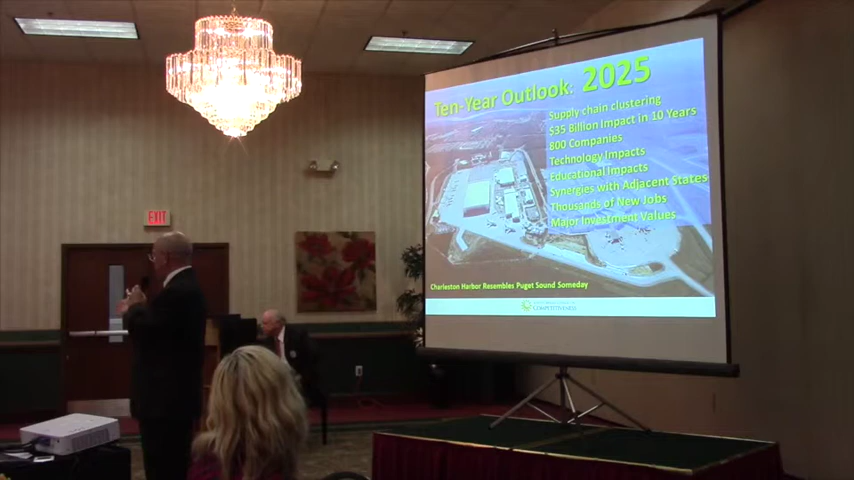 EXIT
Ten-Year Outlook: 2025
Supply chain clustering
$35 Billion Impact in 10 Years
800 Companies
Technology Impacts
Educational Impacts
Synergies with Adjacent States
Thousands of New Jobs
Major Investment Values
Charleston Harbor Resembles Puget Sound Someday
COMPETITIVENESS